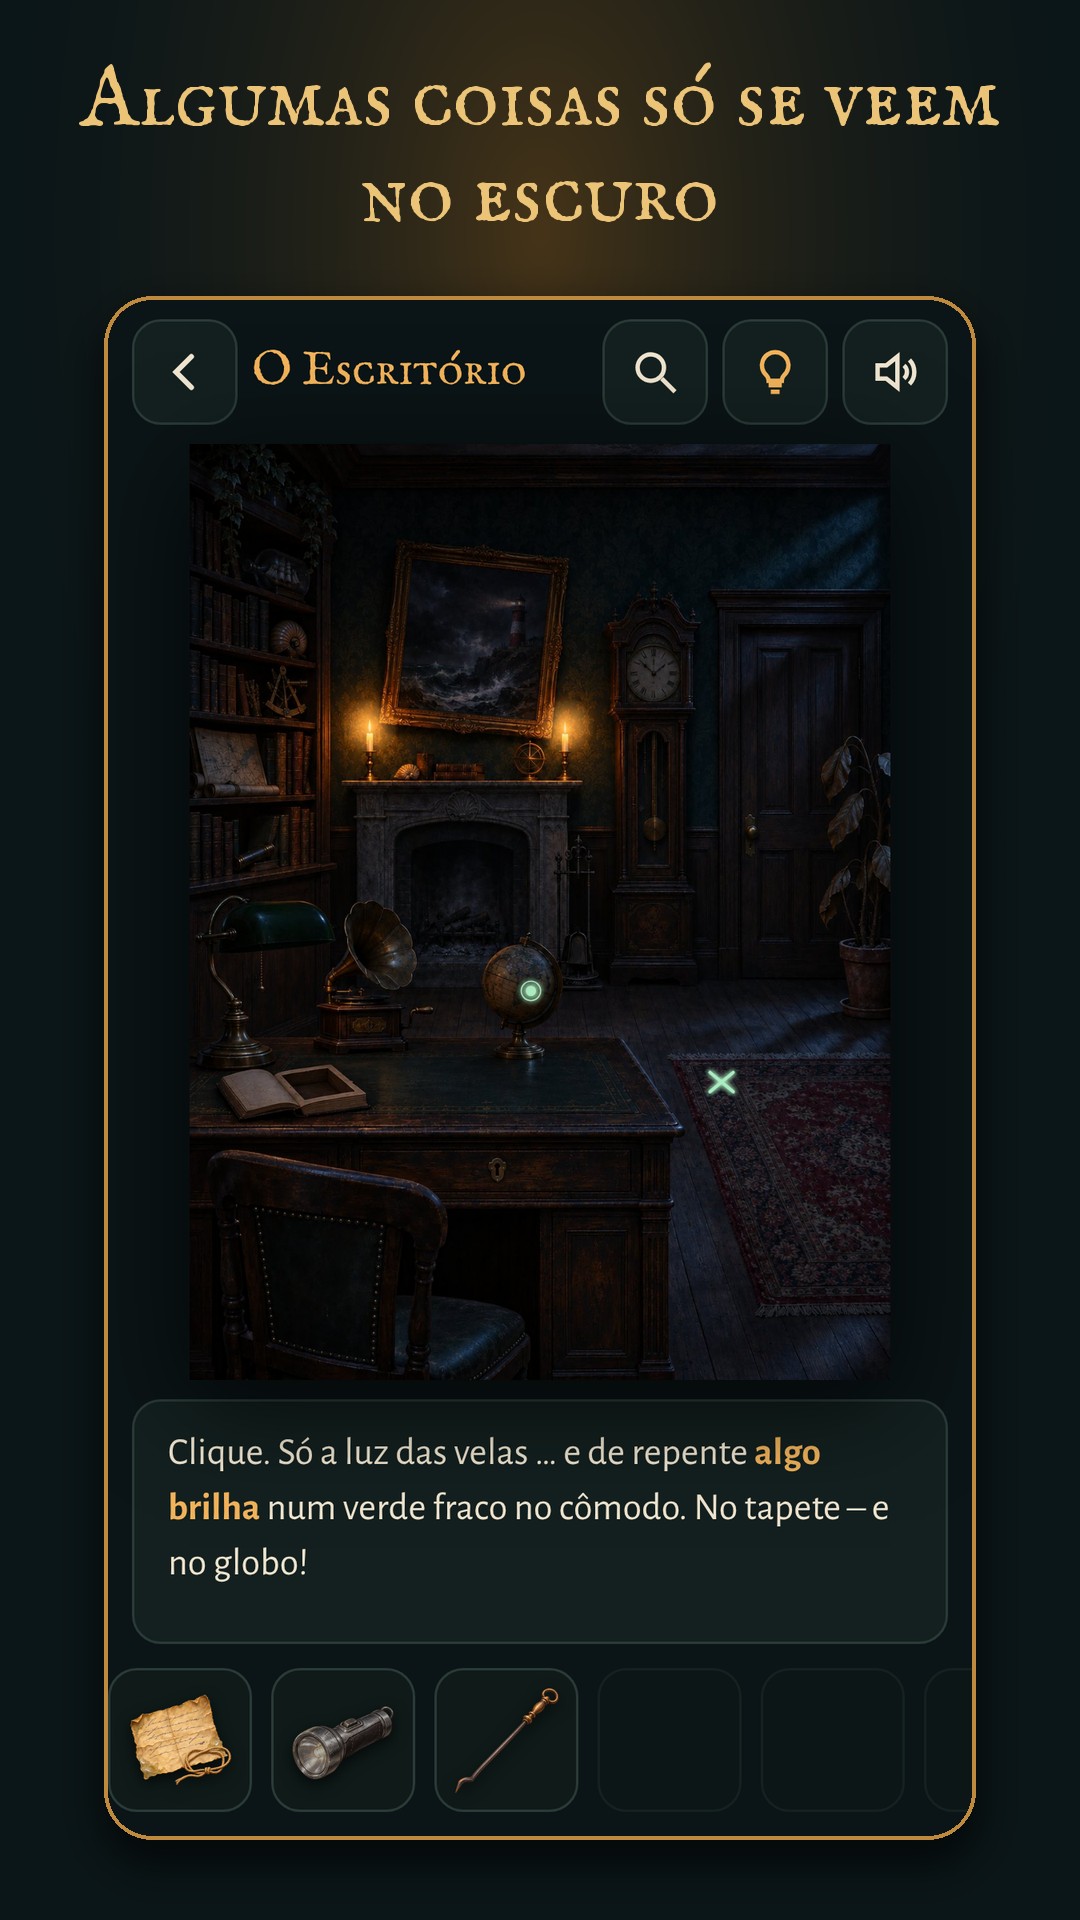 Algumas coisas só se veem
no escuro
O Escritório
Clique. Só a luz das velas ... e de repente algo
brilha num verde fraco no cômodo. No tapete – e
no globo!